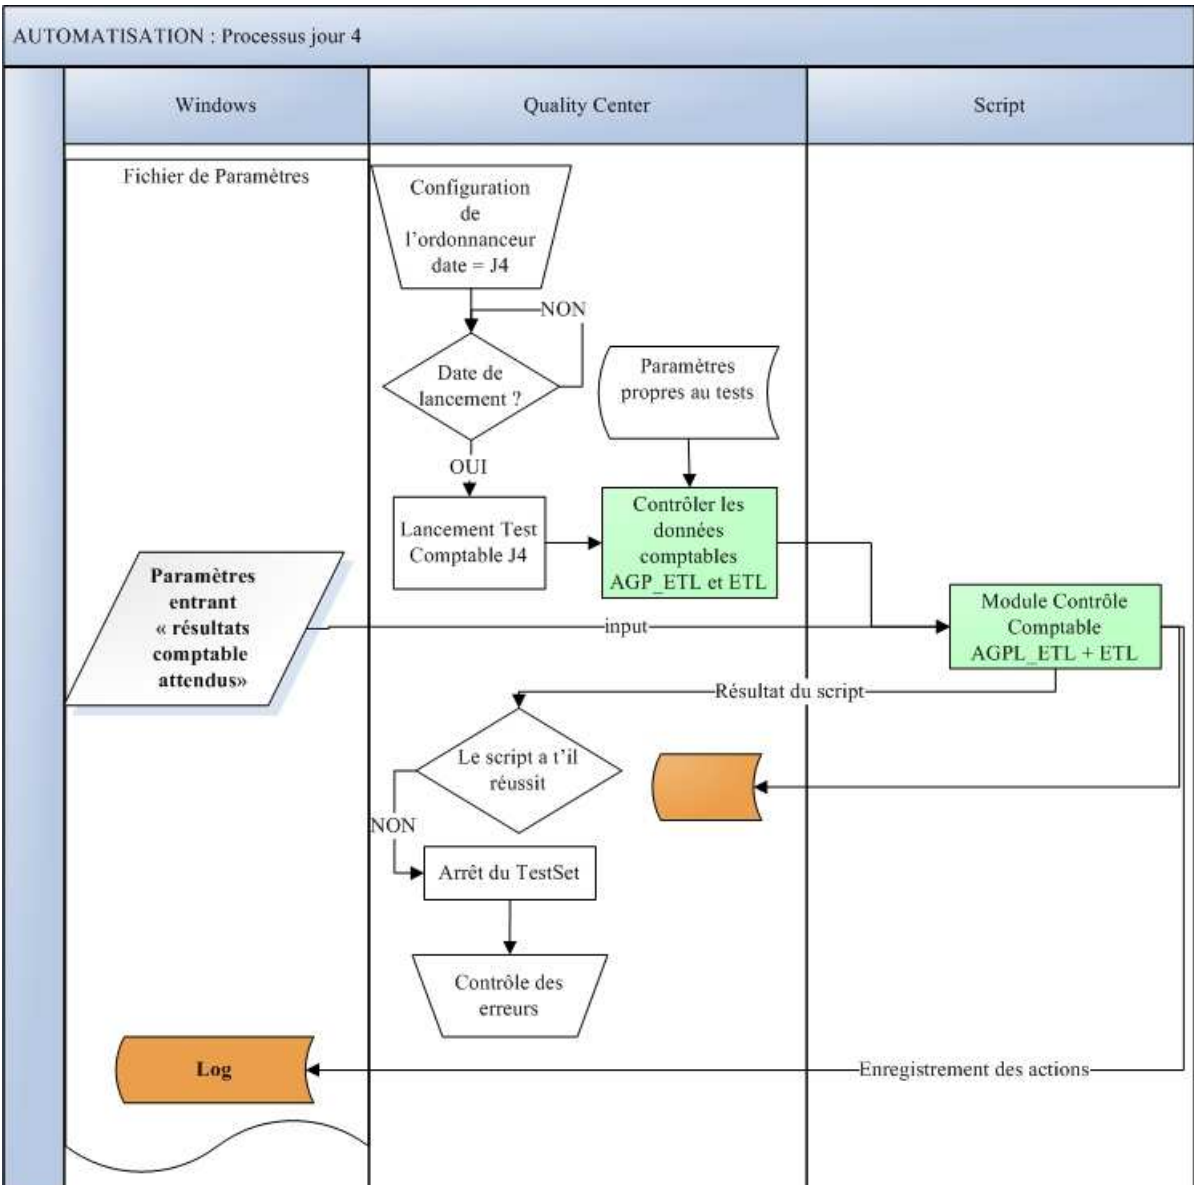 AUTOMATISATION : Processus jour 4
Windows
Quality Center
Script
Fichier de Paramètres
Configuration
de
l'ordonnanceur
date = J4
NON
Date de
lancement ?
Paramètres
propres au tests
OUI
Lancement Test
Comptable J4
Contrôler les
données
comptables
AGP_ETL et ETL
Paramètres
entrant
« résultats
comptable
attendus»
input
Module Contrôle
Comptable
AGPL_ETL + ETL
Résultat du script
Le script a t'il
réussit
NON
Arrêt du TestSet
Contrôle des
erreurs
Log
Enregistrement des actions